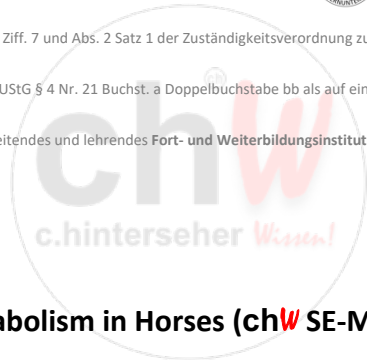 Ziff. 7 und Abs. 2 Satz 1 der Zuständigkeitsverordnung zu
UStG § 4 Nr. 21 Buchst. a Doppelbuchstabe bb als auf ein
eitendes und lehrendes Fort- und Weiterbildungsinstitut
chW
c.hinterseher Wissen!
abolism in Horses (chW SE-M